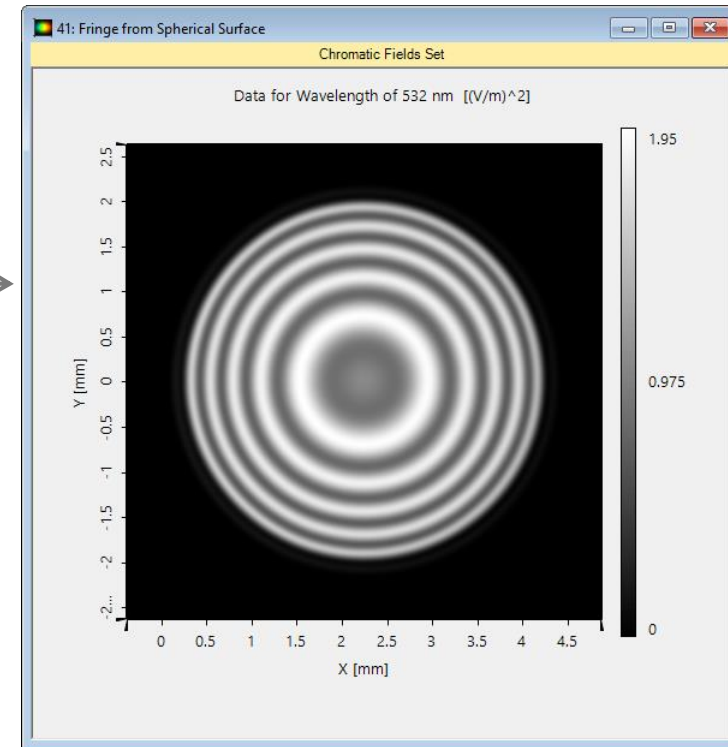 41: Fringe from Spherical Surface
Chromatic Fields Set
Data for Wavelength of 532 nm [(V/m)^2]
1.95
0.975
0
Y [mm]
2.5
2
1.5
1
0.5
0
-0.5
-1
-1.5
-2
-2...
0 0.5 1 1.5 2 2.5 3 3.5 4 4.5
X [mm]